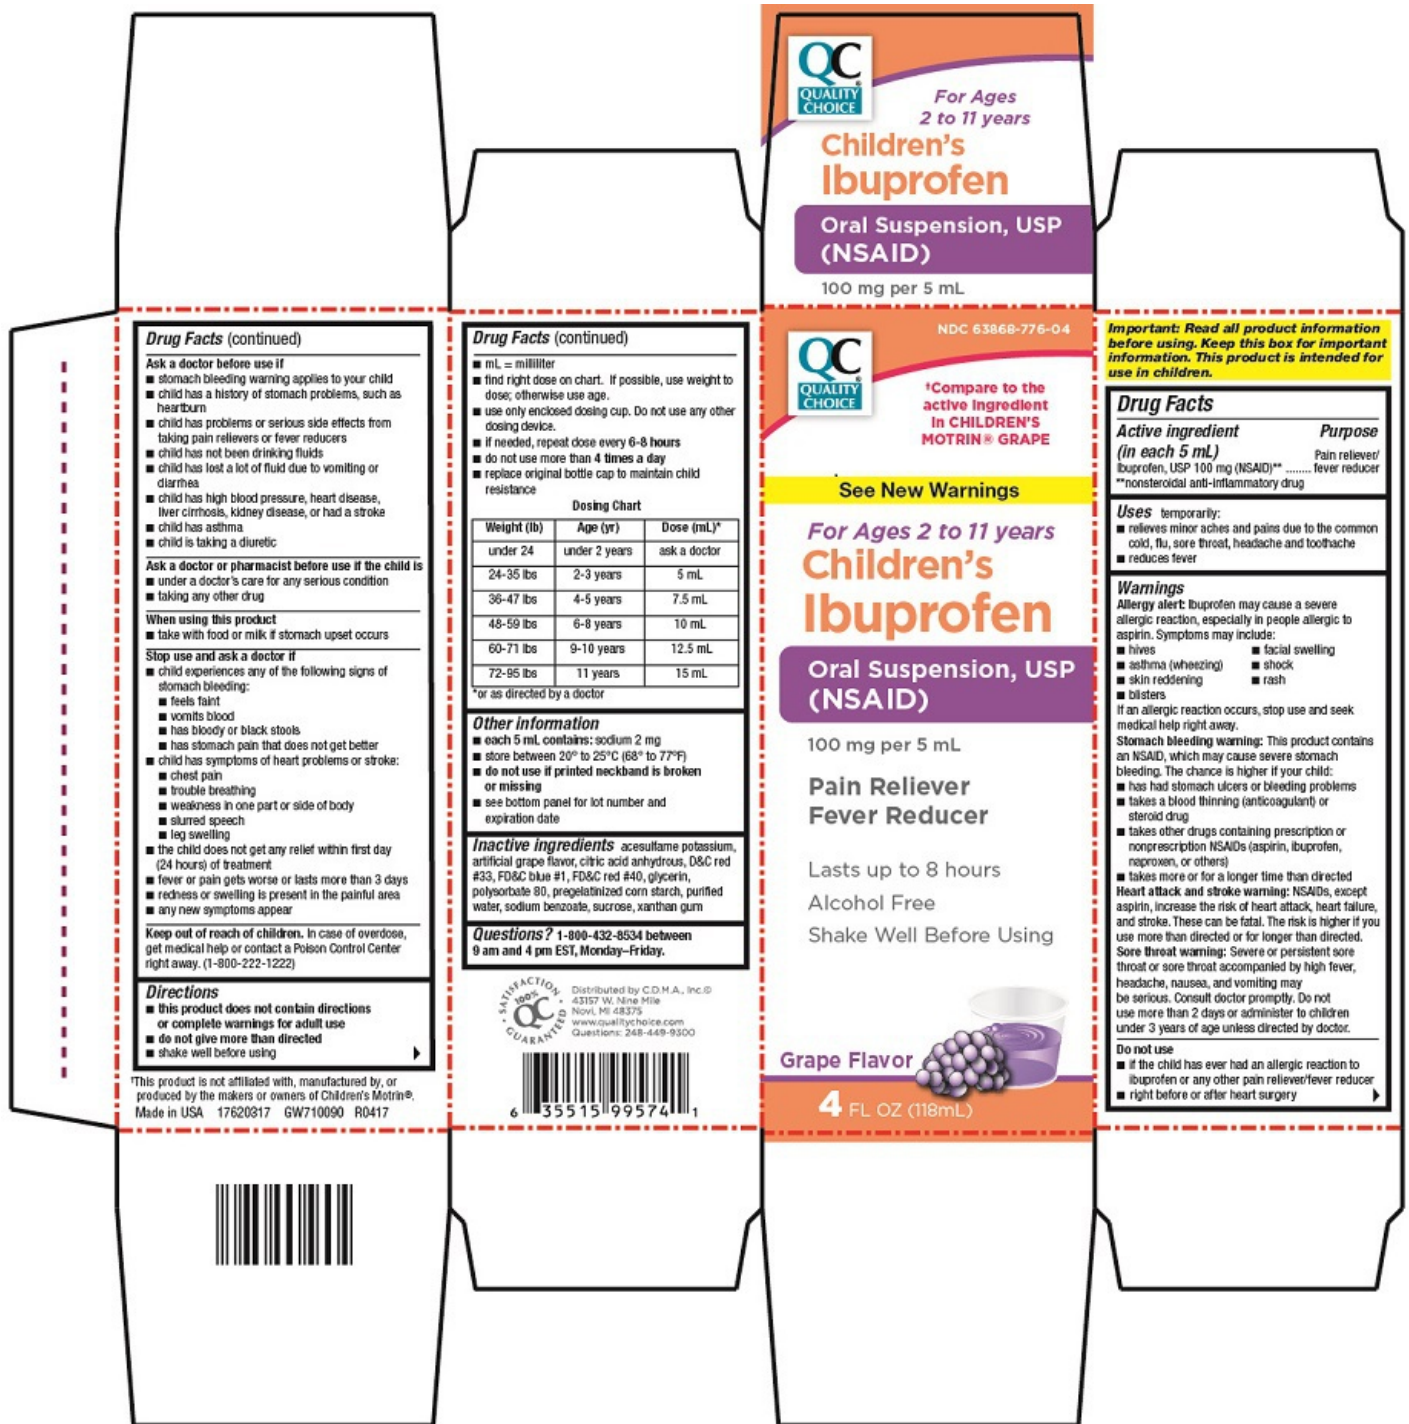 QC
®
QUALITY
CHOICE
For Ages
2 to 11 years
Children's
Ibuprofen
Oral Suspension, USP
(NSAID)
100 mg per 5 mL
NDC 63868-776-04
QC
®
QUALITY
CHOICE
†Compare to the
active ingredient
in CHILDREN'S
MOTRIN® GRAPE
See New Warnings
For Ages 2 to 11 years
Children's
Ibuprofen
Oral Suspension, USP
(NSAID)
100 mg per 5 mL
Pain Reliever
Fever Reducer
Lasts up to 8 hours
Alcohol Free
Shake Well Before Using
Grape Flavor
4 FL OZ (118mL)
Important: Read all product information
before using. Keep this box for important
information. This product is intended for
use in children.
Drug Facts
Active ingredient Purpose
(in each 5 mL) Pain reliever/
Ibuprofen, USP 100 mg (NSAID)** ........ fever reducer
**nonsteroidal anti-inflammatory drug
Uses temporarily:
■ relieves minor aches and pains due to the common
cold, flu, sore throat, headache and toothache
■ reduces fever
Warnings
Allergy alert: Ibuprofen may cause a severe
allergic reaction, especially in people allergic to
aspirin. Symptoms may include:
■ hives ■ facial swelling
■ asthma (wheezing) ■ shock
■ skin reddening ■ rash
■ blisters
If an allergic reaction occurs, stop use and seek
medical help right away.
Stomach bleeding warning: This product contains
an NSAID, which may cause severe stomach
bleeding. The chance is higher if your child:
■ has had stomach ulcers or bleeding problems
■ takes a blood thinning (anticoagulant) or
steroid drug
■ takes other drugs containing prescription or
nonprescription NSAIDs (aspirin, ibuprofen,
naproxen, or others)
■ takes more or for a longer time than directed
Heart attack and stroke warning: NSAIDs, except
aspirin, increase the risk of heart attack, heart failure,
and stroke. These can be fatal. The risk is higher if you
use more than directed or for longer than directed.
Sore throat warning: Severe or persistent sore
throat or sore throat accompanied by high fever,
headache, nausea, and vomiting may
be serious. Consult doctor promptly. Do not
use more than 2 days or administer to children
under 3 years of age unless directed by doctor.
Do not use
■ if the child has ever had an allergic reaction to
ibuprofen or any other pain reliever/fever reducer
■ right before or after heart surgery
Drug Facts (continued)
Ask a doctor before use if
■ stomach bleeding warning applies to your child
■ child has a history of stomach problems, such as
heartburn
■ child has problems or serious side effects from
taking pain relievers or fever reducers
■ child has not been drinking fluids
■ child has lost a lot of fluid due to vomiting or
diarrhea
■ child has high blood pressure, heart disease,
liver cirrhosis, kidney disease, or had a stroke
■ child has asthma
■ child is taking a diuretic
Ask a doctor or pharmacist before use if the child is
■ under a doctor's care for any serious condition
■ taking any other drug
When using this product
■ take with food or milk if stomach upset occurs
Stop use and ask a doctor if
■ child experiences any of the following signs of
stomach bleeding:
■ feels faint
■ vomits blood
■ has bloody or black stools
■ has stomach pain that does not get better
■ child has symptoms of heart problems or stroke:
■ chest pain
■ trouble breathing
■ weakness in one part or side of body
■ slurred speech
■ leg swelling
■ the child does not get any relief within first day
(24 hours) of treatment
■ fever or pain gets worse or lasts more than 3 days
■ redness or swelling is present in the painful area
■ any new symptoms appear
Keep out of reach of children. In case of overdose,
get medical help or contact a Poison Control Center
right away. (1-800-222-1222)
Directions
■ this product does not contain directions
or complete warnings for adult use
■ do not give more than directed
■ shake well before using
†This product is not affiliated with, manufactured by, or
produced by the makers or owners of Children's Motrin®.
Made in USA 17620317 GW710090 R0417
Drug Facts (continued)
■ mL = milliliter
■ find right dose on chart. If possible, use weight to
dose; otherwise use age.
■ use only enclosed dosing cup. Do not use any other
dosing device.
■ if needed, repeat dose every 6-8 hours
■ do not use more than 4 times a day
■ replace original bottle cap to maintain child
resistance
Dosing Chart
Weight (lb) Age (yr) Dose (mL)*
under 24 under 2 years ask a doctor
24-35 lbs 2-3 years 5 mL
36-47 lbs 4-5 years 7.5 mL
48-59 lbs 6-8 years 10 mL
60-71 lbs 9-10 years 12.5 mL
72-95 lbs 11 years 15 mL
*or as directed by a doctor
Other information
■ each 5 mL contains: sodium 2 mg
■ store between 20° to 25°C (68° to 77°F)
■ do not use if printed neckband is broken
or missing
■ see bottom panel for lot number and
expiration date
Inactive ingredients acesulfame potassium,
artificial grape flavor, citric acid anhydrous, D&C red
#33, FD&C blue #1, FD&C red #40, glycerin,
polysorbate 80, pregelatinized corn starch, purified
water, sodium benzoate, sucrose, xanthan gum
Questions? 1-800-432-8534 between
9 am and 4 pm EST, Monday–Friday.
SATISFACTION
100%
QC
GUARANTEED
Distributed by C.D.M.A., Inc.©
43157 W. Nine Mile
Novi, MI 48375
www.qualitychoice.com
Questions: 248-449-9300
6 35515 99574 1